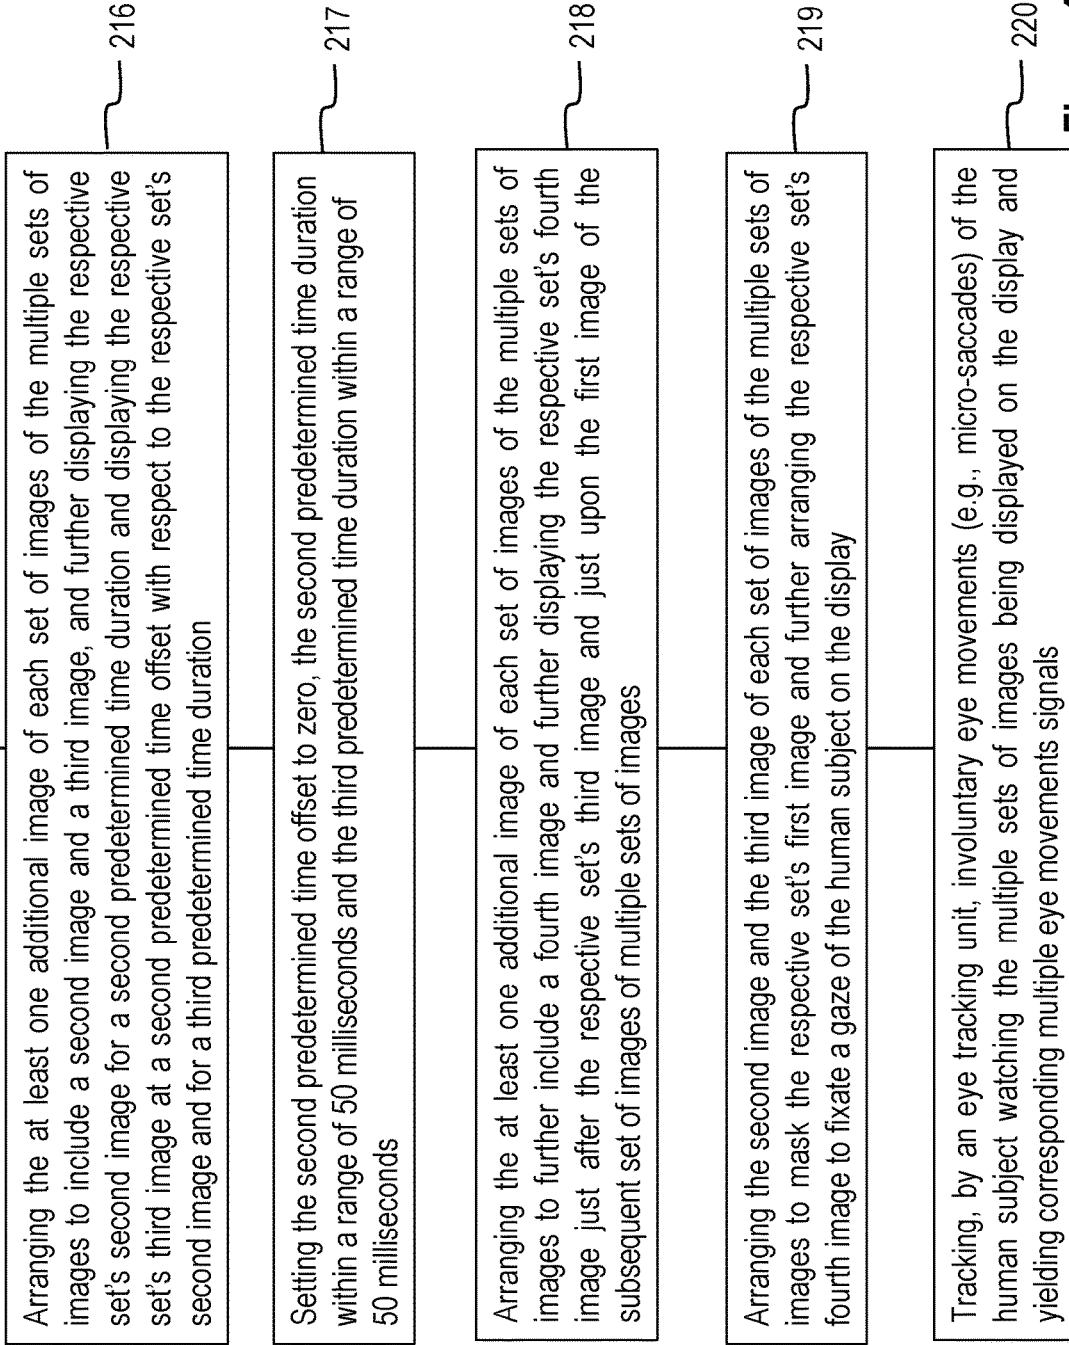 Arranging the at least one additional image of each set of images of the multiple sets of
images to include a second image and a third image, and further displaying the respective
set's second image for a second predetermined time duration and displaying the respective
set's third image at a second predetermined time offset with respect to the respective set's
second image and for a third predetermined time duration
216
Setting the second predetermined time offset to zero, the second predetermined time duration
within a range of 50 milliseconds and the third predetermined time duration within a range of
50 milliseconds
217
Arranging the at least one additional image of each set of images of the multiple sets of
images to further include a fourth image and further displaying the respective set's fourth
image just after the respective set's third image and just upon the first image of the
subsequent set of images of multiple sets of images
218
Arranging the second image and the third image of each set of images of the multiple sets of
images to mask the respective set's first image and further arranging the respective set's
fourth image to fixate a gaze of the human subject on the display
219
Tracking, by an eye tracking unit, involuntary eye movements (e.g., micro-saccades) of the
human subject watching the multiple sets of images being displayed on the display and
yielding corresponding multiple eye movements signals
220